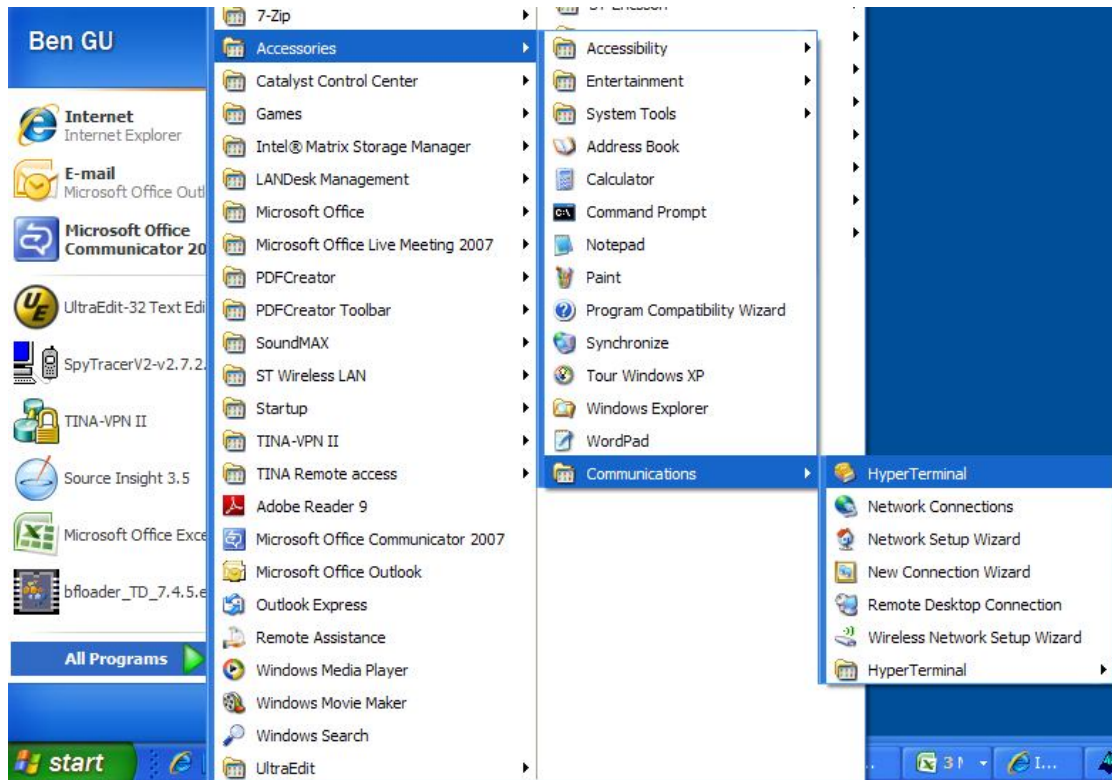 Ben GU
Internet
Internet Explorer
E-mail
Microsoft Office Outl
Microsoft Office
Communicator 20
UltraEdit-32 Text Edi
SpyTracerV2-v2.7.2.
TINA-VPN II
Source Insight 3.5
Microsoft Office Exce
bfloader_TD_7.4.5.e
All Programs
start
7-Zip
Accessories
Catalyst Control Center
Games
Intel® Matrix Storage Manager
LANDesk Management
Microsoft Office
Microsoft Office Live Meeting 2007
PDFCreator
PDFCreator Toolbar
SoundMAX
ST Wireless LAN
Startup
TINA-VPN II
TINA Remote access
Adobe Reader 9
Microsoft Office Communicator 2007
Microsoft Office Outlook
Outlook Express
Remote Assistance
Windows Media Player
Windows Movie Maker
Windows Search
UltraEdit
Accessibility
Entertainment
System Tools
Address Book
Calculator
Command Prompt
Notepad
Paint
Program Compatibility Wizard
Synchronize
Tour Windows XP
Windows Explorer
WordPad
Communications
HyperTerminal
Network Connections
Network Setup Wizard
New Connection Wizard
Remote Desktop Connection
Wireless Network Setup Wizard
HyperTerminal
I...